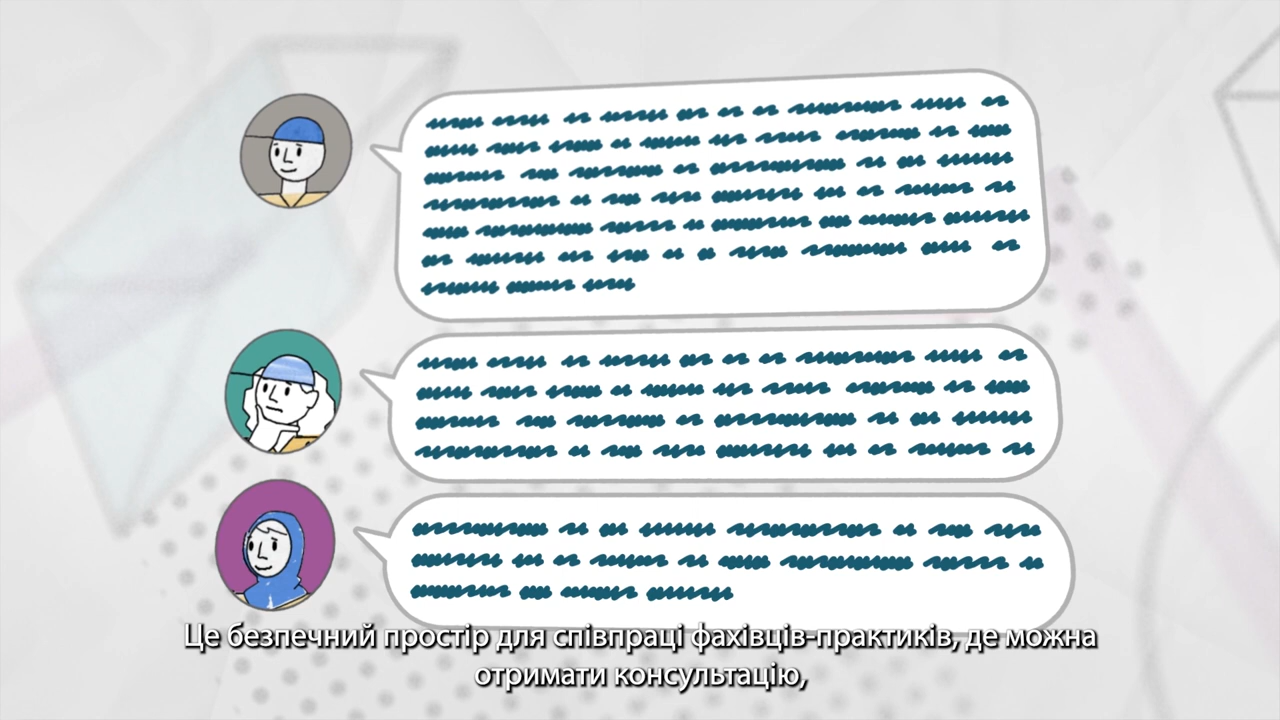 Це безпечний простір для співпраці фахівців-практиків, де можна
отримати консультацію,